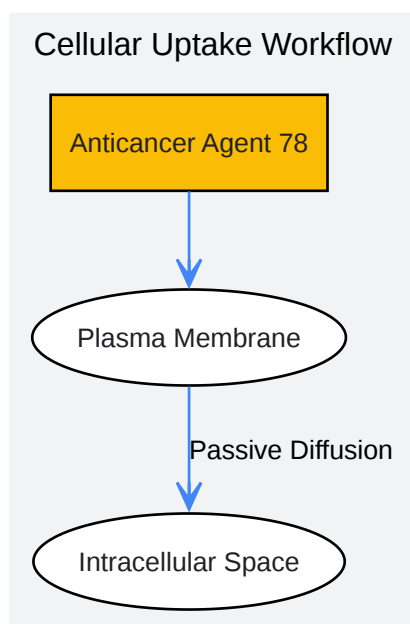 Cellular Uptake Workflow
Anticancer Agent 78
Plasma Membrane
Passive Diffusion
Intracellular Space